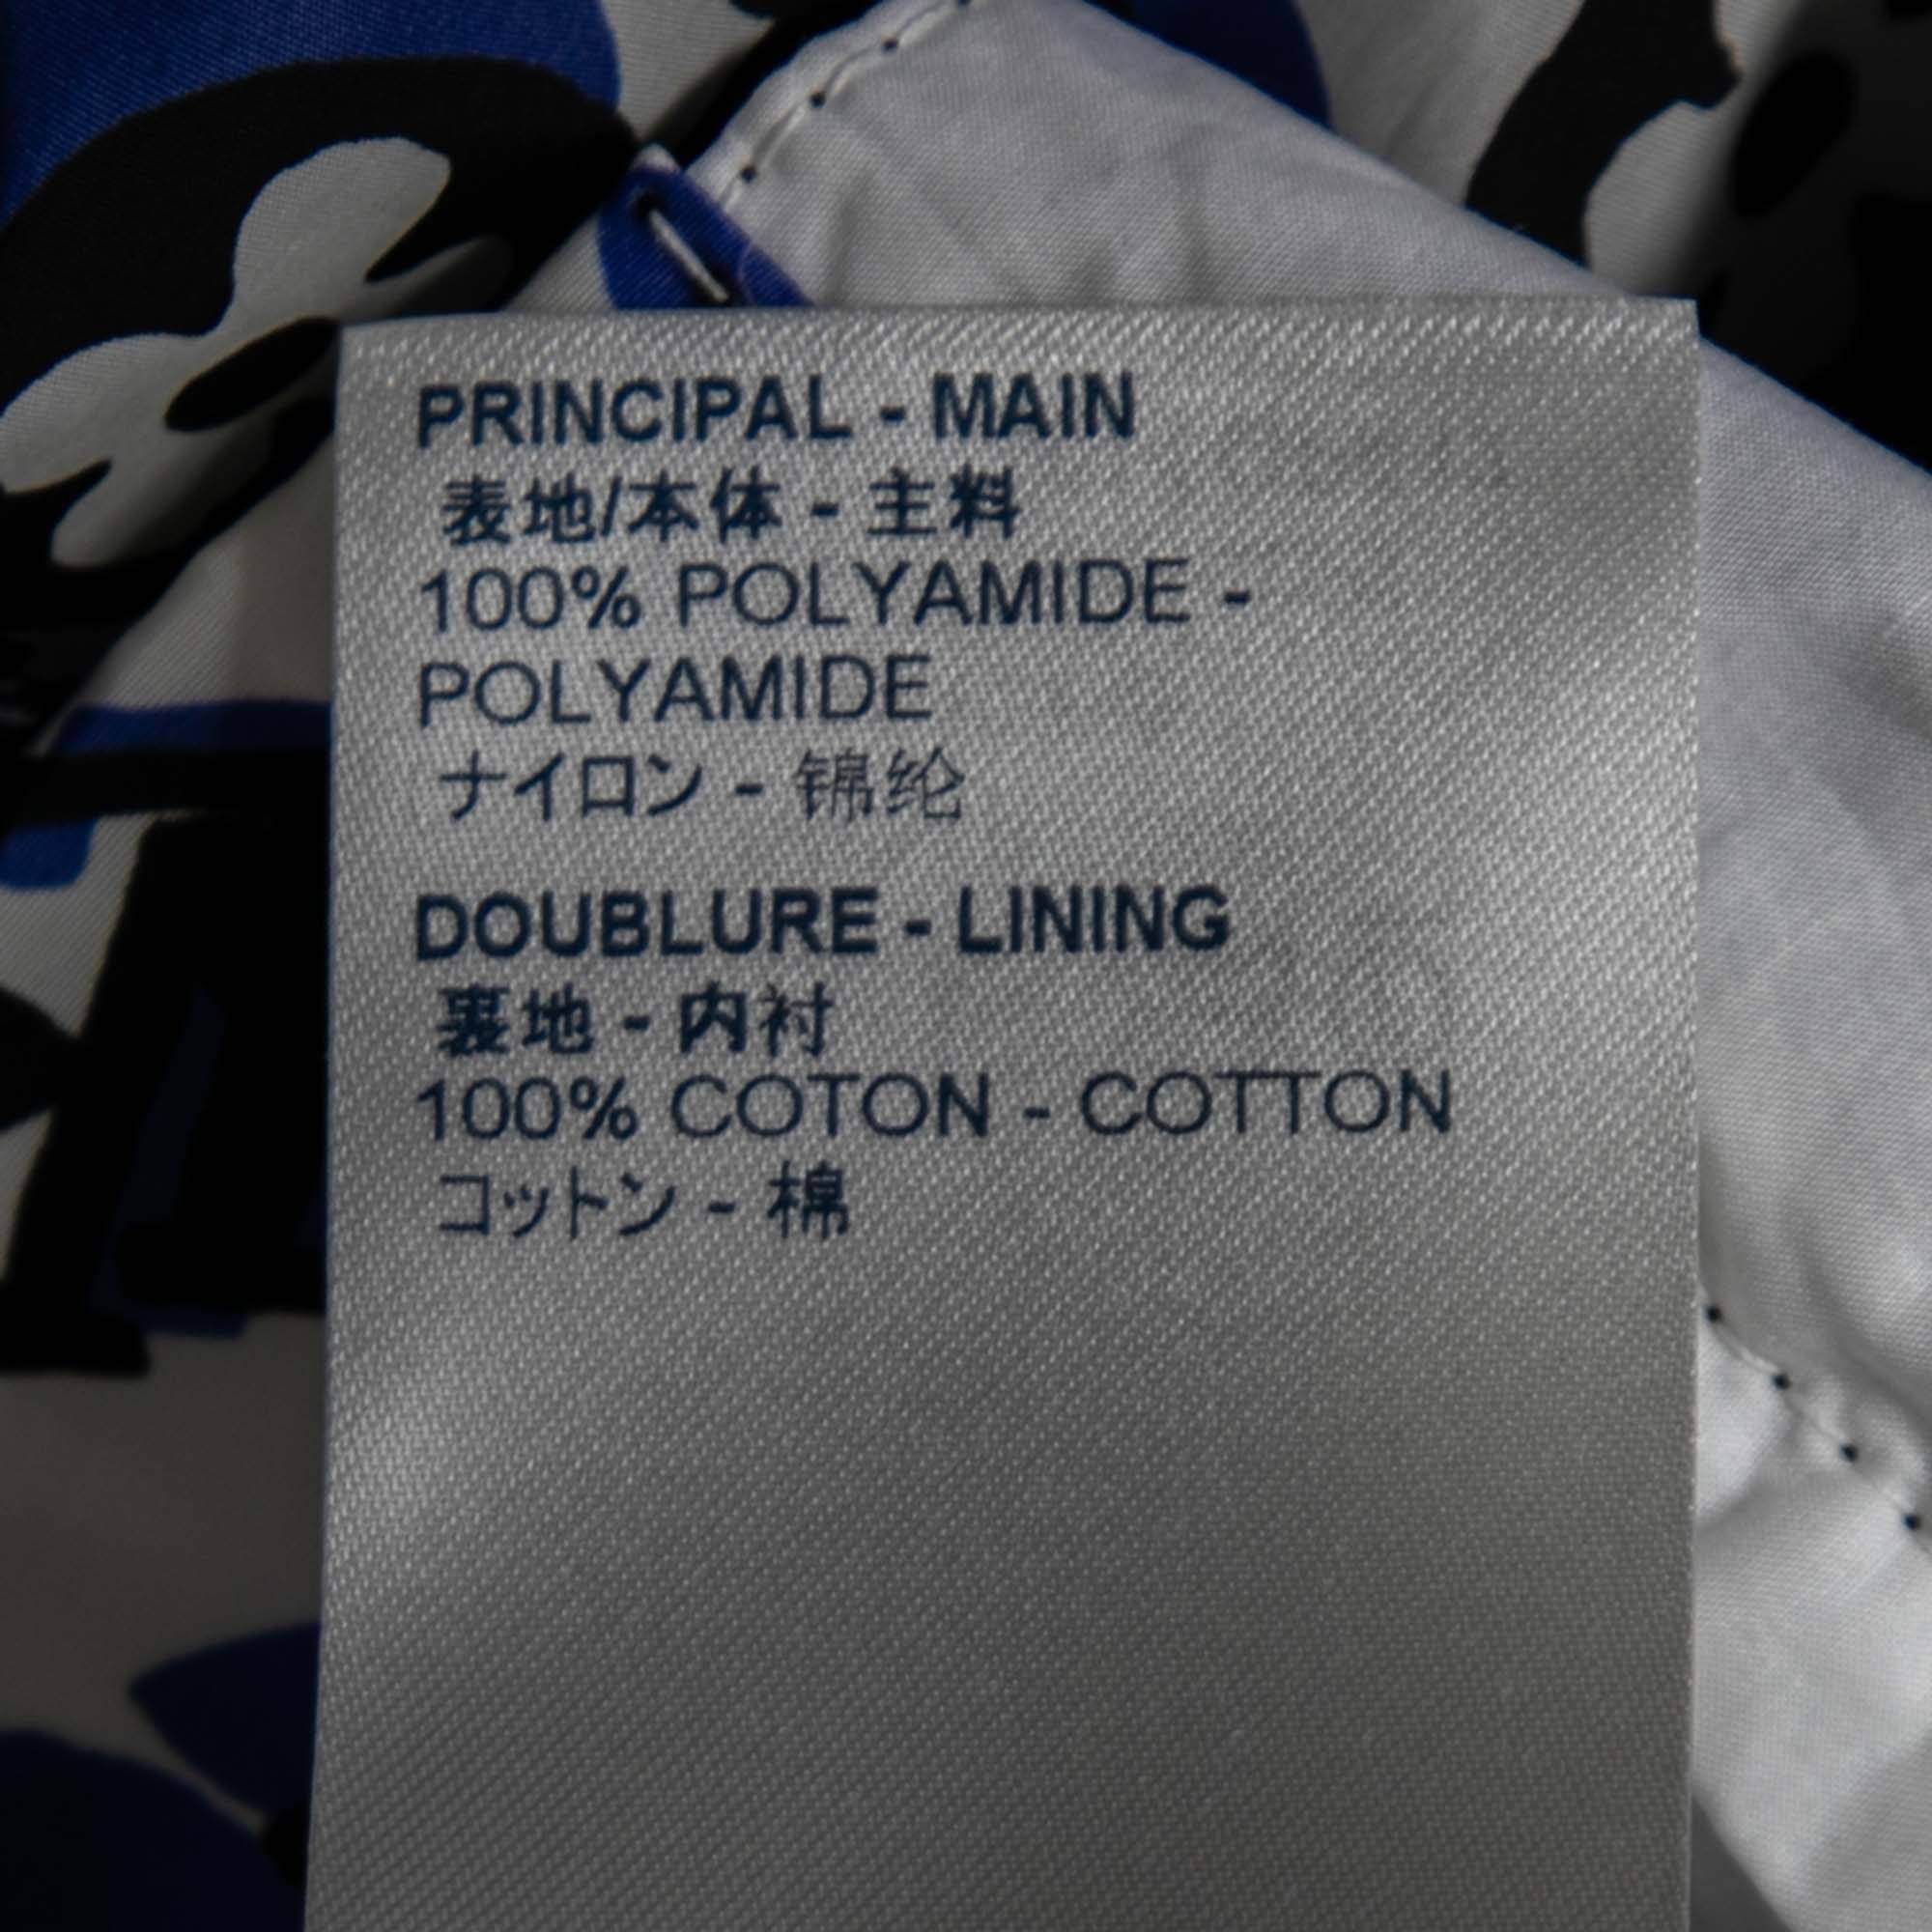 PRINCIPAL - MAIN
表地/本体 - 主料
100% POLYAMIDE -
POLYAMIDE
ナイロン - 锦纶
DOUBLURE - LINING
裏地 - 内衬
100% COTON - COTTON
コットン - 棉